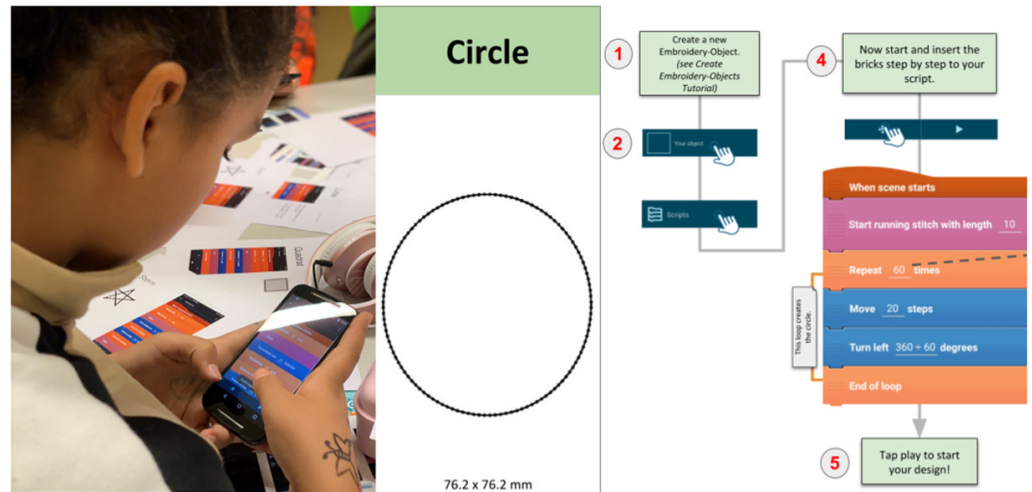 Circle
76.2 x 76.2 mm
1
Create a new
Embroidery-Object.
(see Create
Embroidery-Objects
Tutorial)
2
Your object
Scripts
4
Now start and insert the
bricks step by step to your
script.
When scene starts
Start running stitch with length 10
Repeat 60 times
Move 20 steps
Turn left 360 ÷ 60 degrees
End of loop
This loop creates
the circle.
5
Tap play to start
your design!